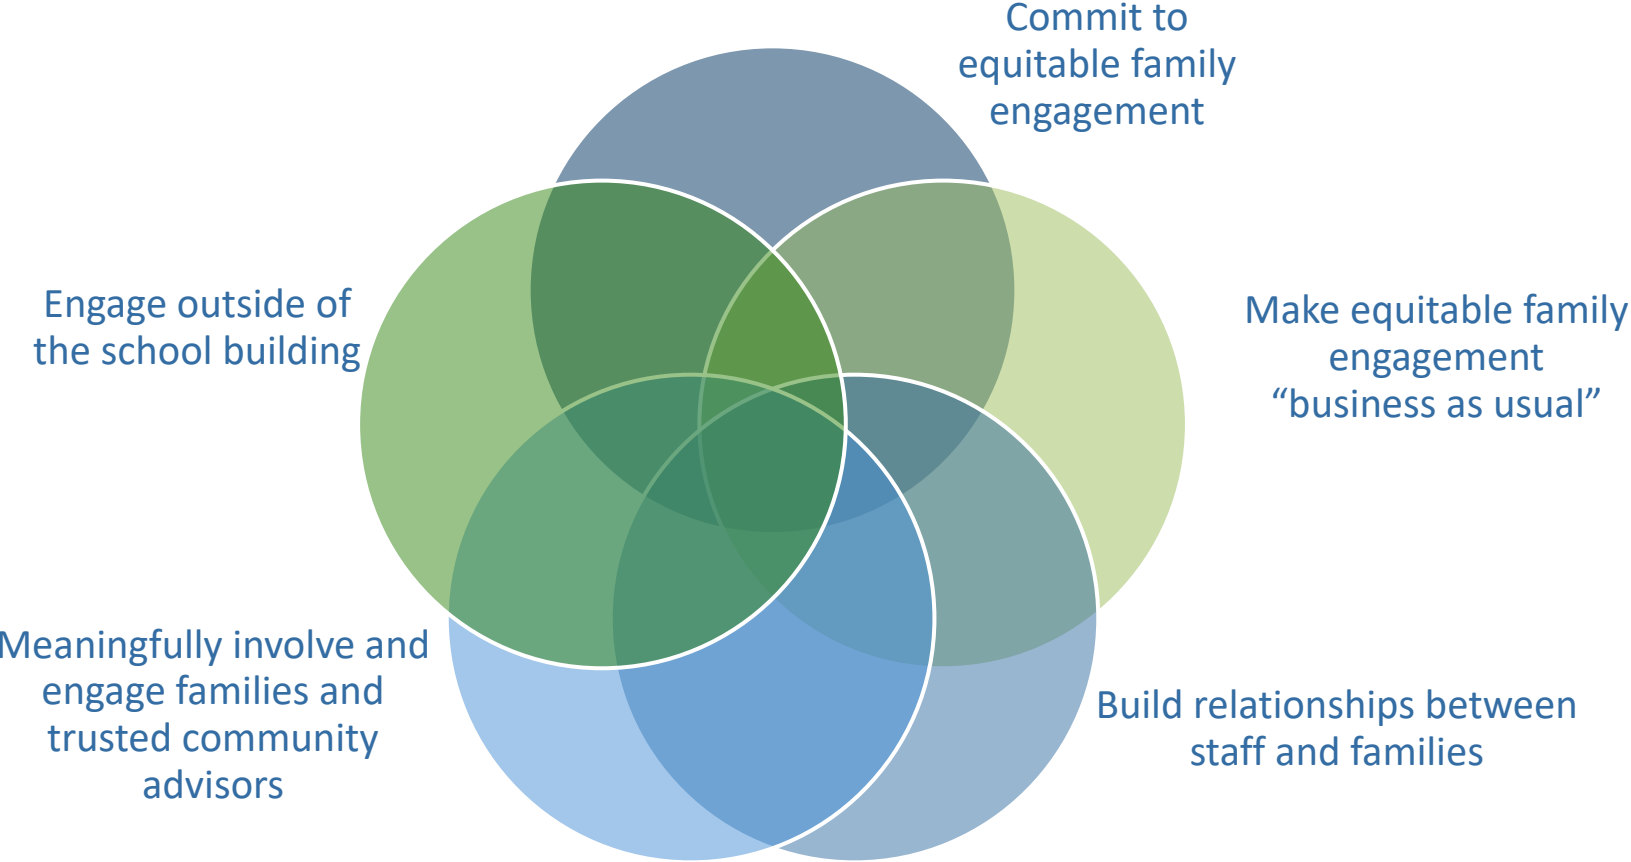 Commit to
equitable family
engagement
Make equitable family
engagement
“business as usual”
Build relationships between
staff and families
Meaningfully involve and
engage families and
trusted community
advisors
Engage outside of
the school building